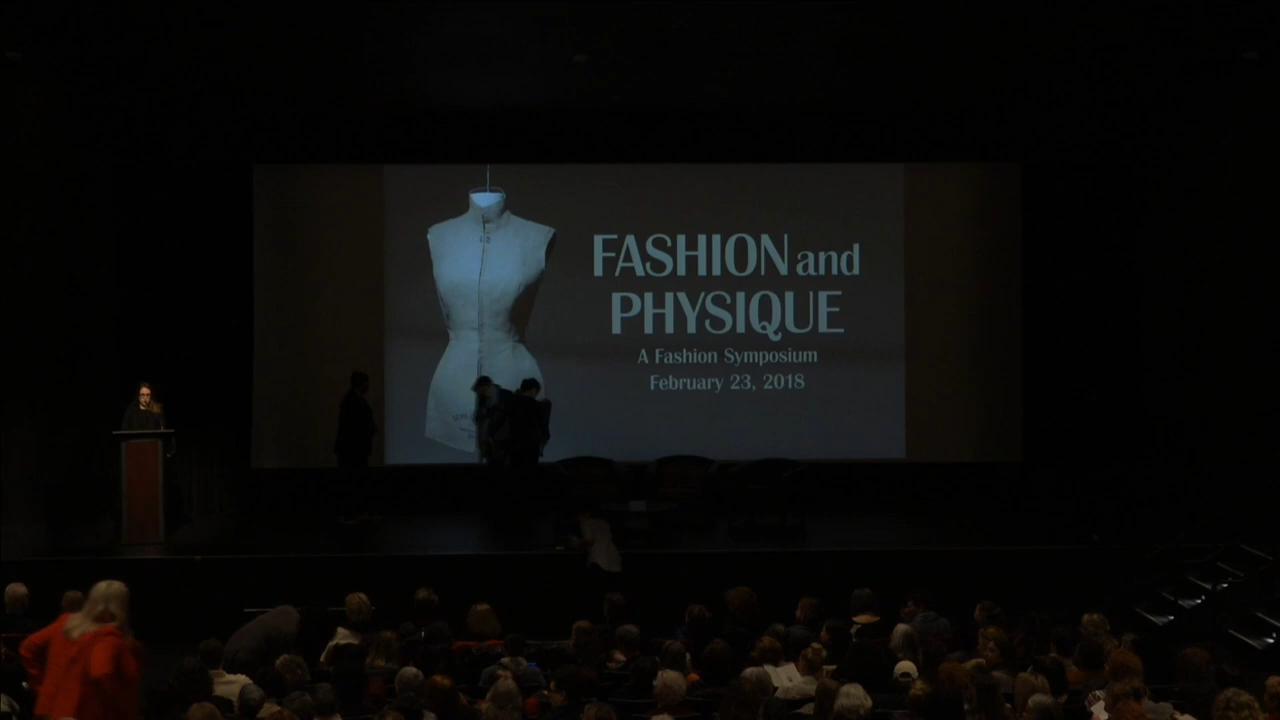 FASHION and
PHYSIQUE
A Fashion Symposium
February 23, 2018